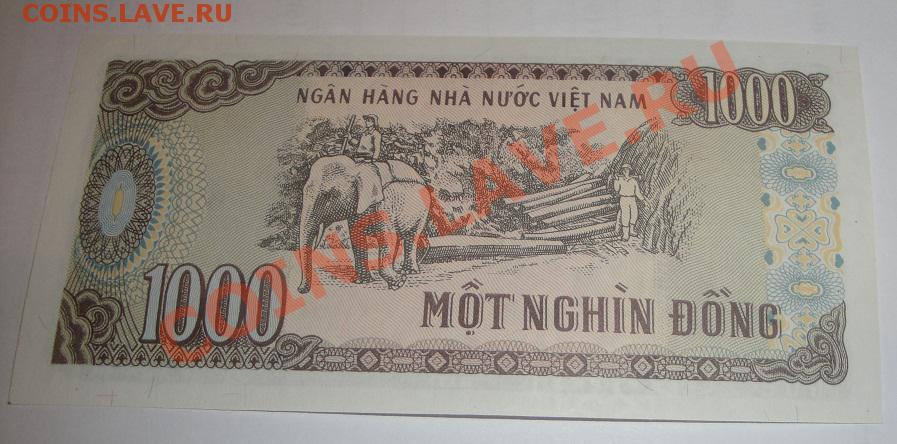 COINS.LAVE.RU
NGÂN HÀNG NHÀ NƯỚC VIỆT NAM
1000
COINS.LAVE.RU
1000
MỘT NGHÌN ĐỒNG